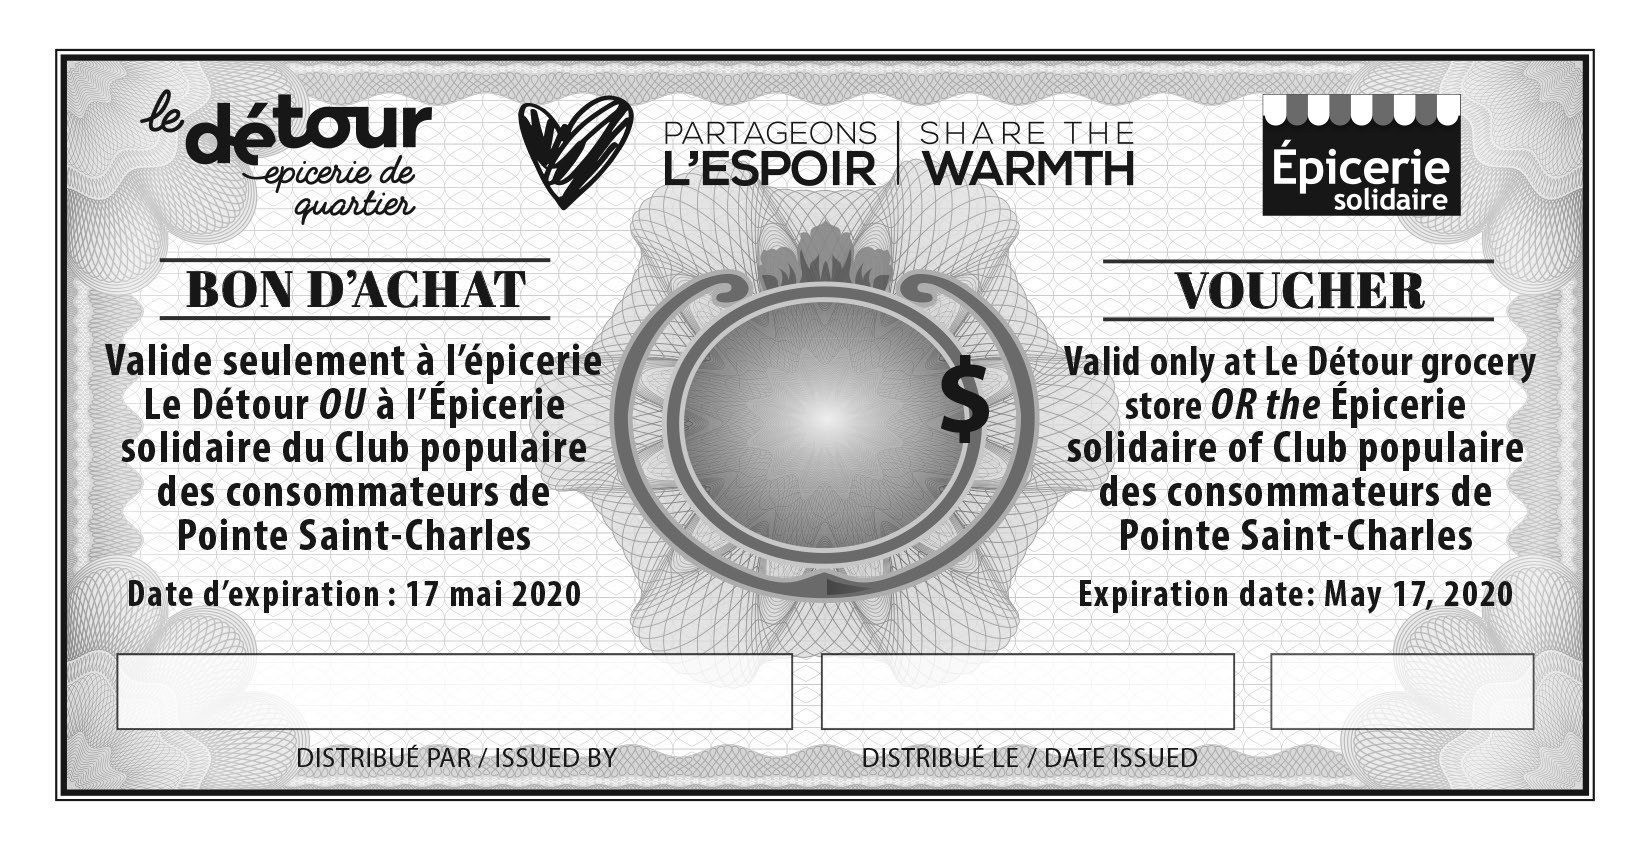 le détour
epicerie de
quartier
PARTAGEONS
L'ESPOIR
SHARE THE
WARMTH
Épicerie
solidaire
BON D'ACHAT
Valide seulement à l'épicerie
Le Détour OU à l'Épicerie
solidaire du Club populaire
des consommateurs de
Pointe Saint-Charles
Date d'expiration : 17 mai 2020
$
VOUCHER
Valid only at Le Détour grocery
store OR the Épicerie
solidaire of Club populaire
des consommateurs de
Pointe Saint-Charles
Expiration date: May 17, 2020
DISTRIBUÉ PAR / ISSUED BY
DISTRIBUÉ LE / DATE ISSUED